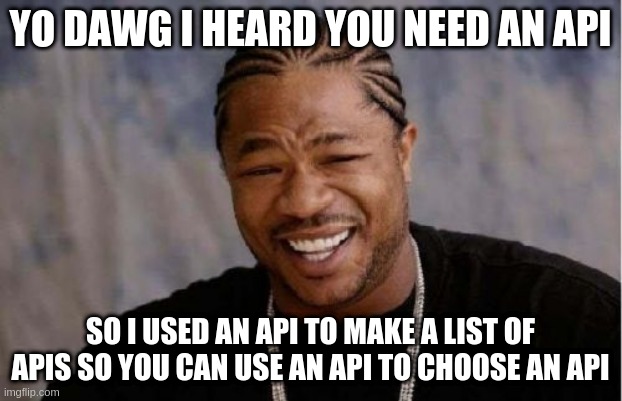 YO DAWG I HEARD YOU NEED AN API
SO I USED AN API TO MAKE A LIST OF
APIS SO YOU CAN USE AN API TO CHOOSE AN API
imgflip.com